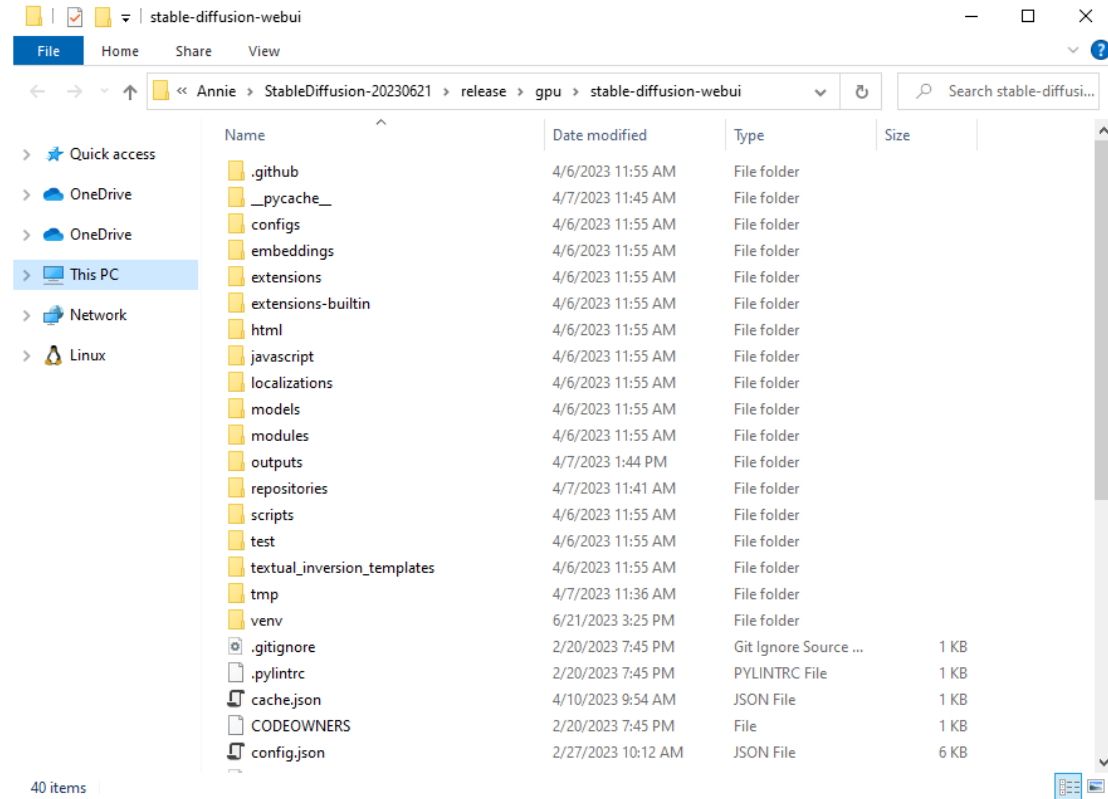 stable-diffusion-webui
File Home Share View
« Annie › StableDiffusion-20230621 › release › gpu › stable-diffusion-webui Search stable-diffusi...
Quick access
OneDrive
OneDrive
This PC
Network
Linux
Name Date modified Type Size
.github 4/6/2023 11:55 AM File folder
__pycache__ 4/7/2023 11:45 AM File folder
configs 4/6/2023 11:55 AM File folder
embeddings 4/6/2023 11:55 AM File folder
extensions 4/6/2023 11:55 AM File folder
extensions-builtin 4/6/2023 11:55 AM File folder
html 4/6/2023 11:55 AM File folder
javascript 4/6/2023 11:55 AM File folder
localizations 4/6/2023 11:55 AM File folder
models 4/6/2023 11:55 AM File folder
modules 4/6/2023 11:55 AM File folder
outputs 4/7/2023 1:44 PM File folder
repositories 4/7/2023 11:41 AM File folder
scripts 4/6/2023 11:55 AM File folder
test 4/6/2023 11:55 AM File folder
textual_inversion_templates 4/6/2023 11:55 AM File folder
tmp 4/7/2023 11:36 AM File folder
venv 6/21/2023 3:25 PM File folder
.gitignore 2/20/2023 7:45 PM Git Ignore Source ... 1 KB
.pylintrc 2/20/2023 7:45 PM PYLINTRC File 1 KB
cache.json 4/10/2023 9:54 AM JSON File 1 KB
CODEOWNERS 2/20/2023 7:45 PM File 1 KB
config.json 2/27/2023 10:12 AM JSON File 6 KB
40 items